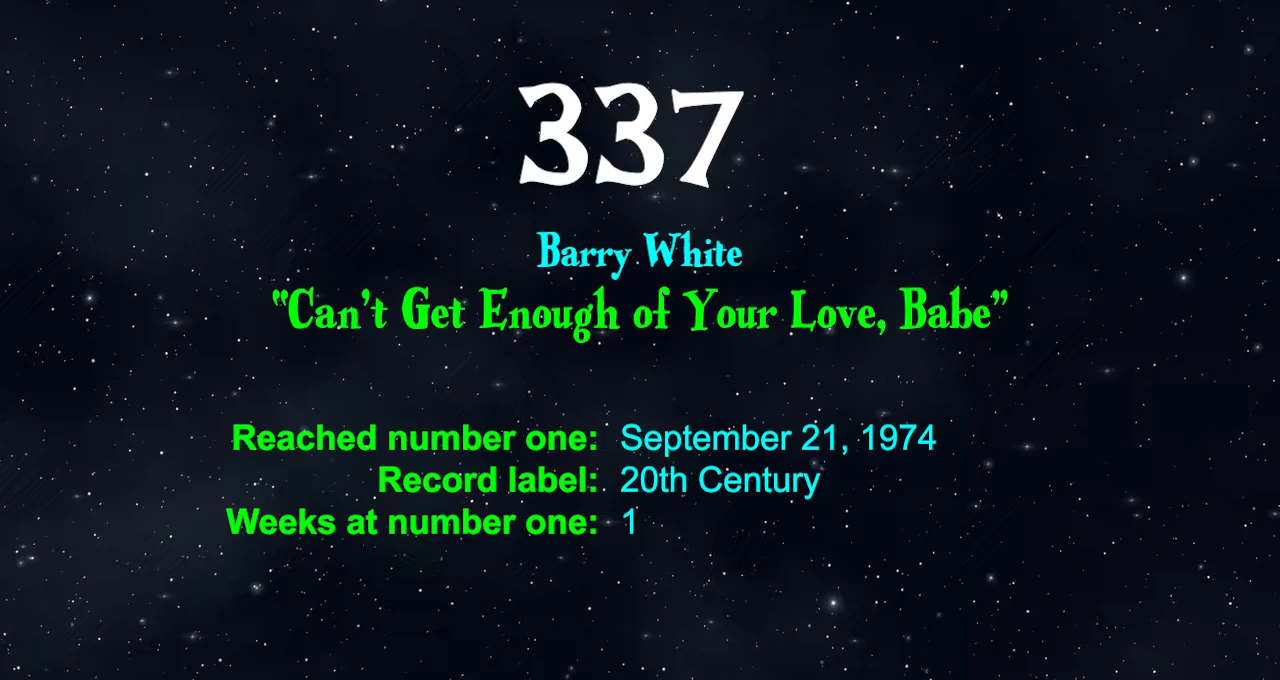 337
Barry White
“Can’t Get Enough of Your Love, Babe”
Reached number one: September 21, 1974
Record label: 20th Century
Weeks at number one: 1